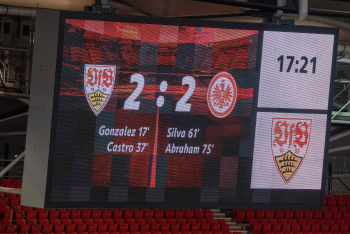 VfB
2 : 2
Gonzalez 17' Silva 61'
Castro 37' Abraham 75'
17:21
VfB